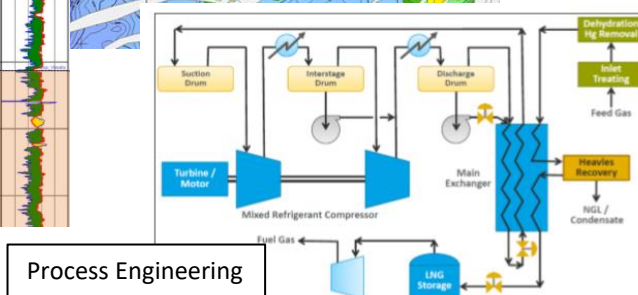 Dehydration
Hg Removal
Inlet
Treating
Feed Gas
Suction
Drum
Interstage
Drum
Discharge
Drum
Turbine /
Motor
Mixed Refrigerant Compressor
Main
Exchanger
Heavies
Recovery
NGL /
Condensate
Fuel Gas
LNG
Storage
Process Engineering